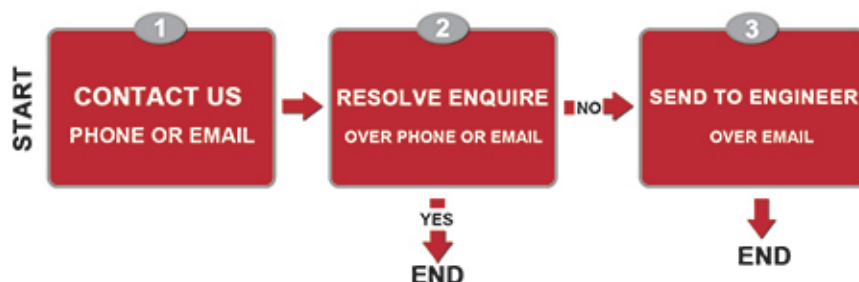 START
1
CONTACT US
PHONE OR EMAIL
2
RESOLVE ENQUIRE
OVER PHONE OR EMAIL
NO
YES
END
3
SEND TO ENGINEER
OVER EMAIL
END